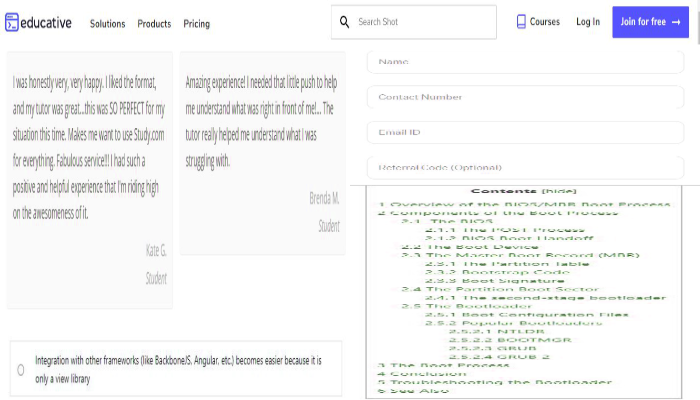 educative
Solutions Products Pricing
Search Shot
Courses Log In Join for free →
I was honestly very, very happy. I liked the format,
and my tutor was great...this was SO PERFECT for my
situation this time. Makes me want to use Study.com
for everything. Fabulous service!!! I had such a
positive and helpful experience that I'm riding high
on the awesomeness of it.
Kate G.
Student
Amazing experience! I needed that little push to help
me understand what was right in front of me!... The
tutor really helped me understand what I was
struggling with.
Brenda M.
Student
Integration with other frameworks (like Backbone/S, Angular, etc.) becomes easier because it is
only a view library
Name
Contact Number
Email ID
Referral Code (Optional)
Contents [hide]
1 Overview of the BIOS/MBR Boot Process
2 Components of the Boot Process
2.1 The BIOS
2.1.1 The POST Process
2.1.2 BIOS Boot Handoff
2.2 The Boot Device
2.3 The Master Boot Record (MBR)
2.3.1 The Partition Table
2.3.2 Bootstrap Code
2.3.3 Boot Signature
2.4 The Partition Boot Sector
2.4.1 The second-stage bootloader
2.5 The Bootloader
2.5.1 Boot Configuration Files
2.5.2 Popular Bootloaders
2.5.2.1 NTLDR
2.5.2.2 BOOTMGR
2.5.2.3 GRUB
2.5.2.4 GRUB 2
3 The Boot Process
4 Conclusion
5 Troubleshooting the Bootloader
6 See Also